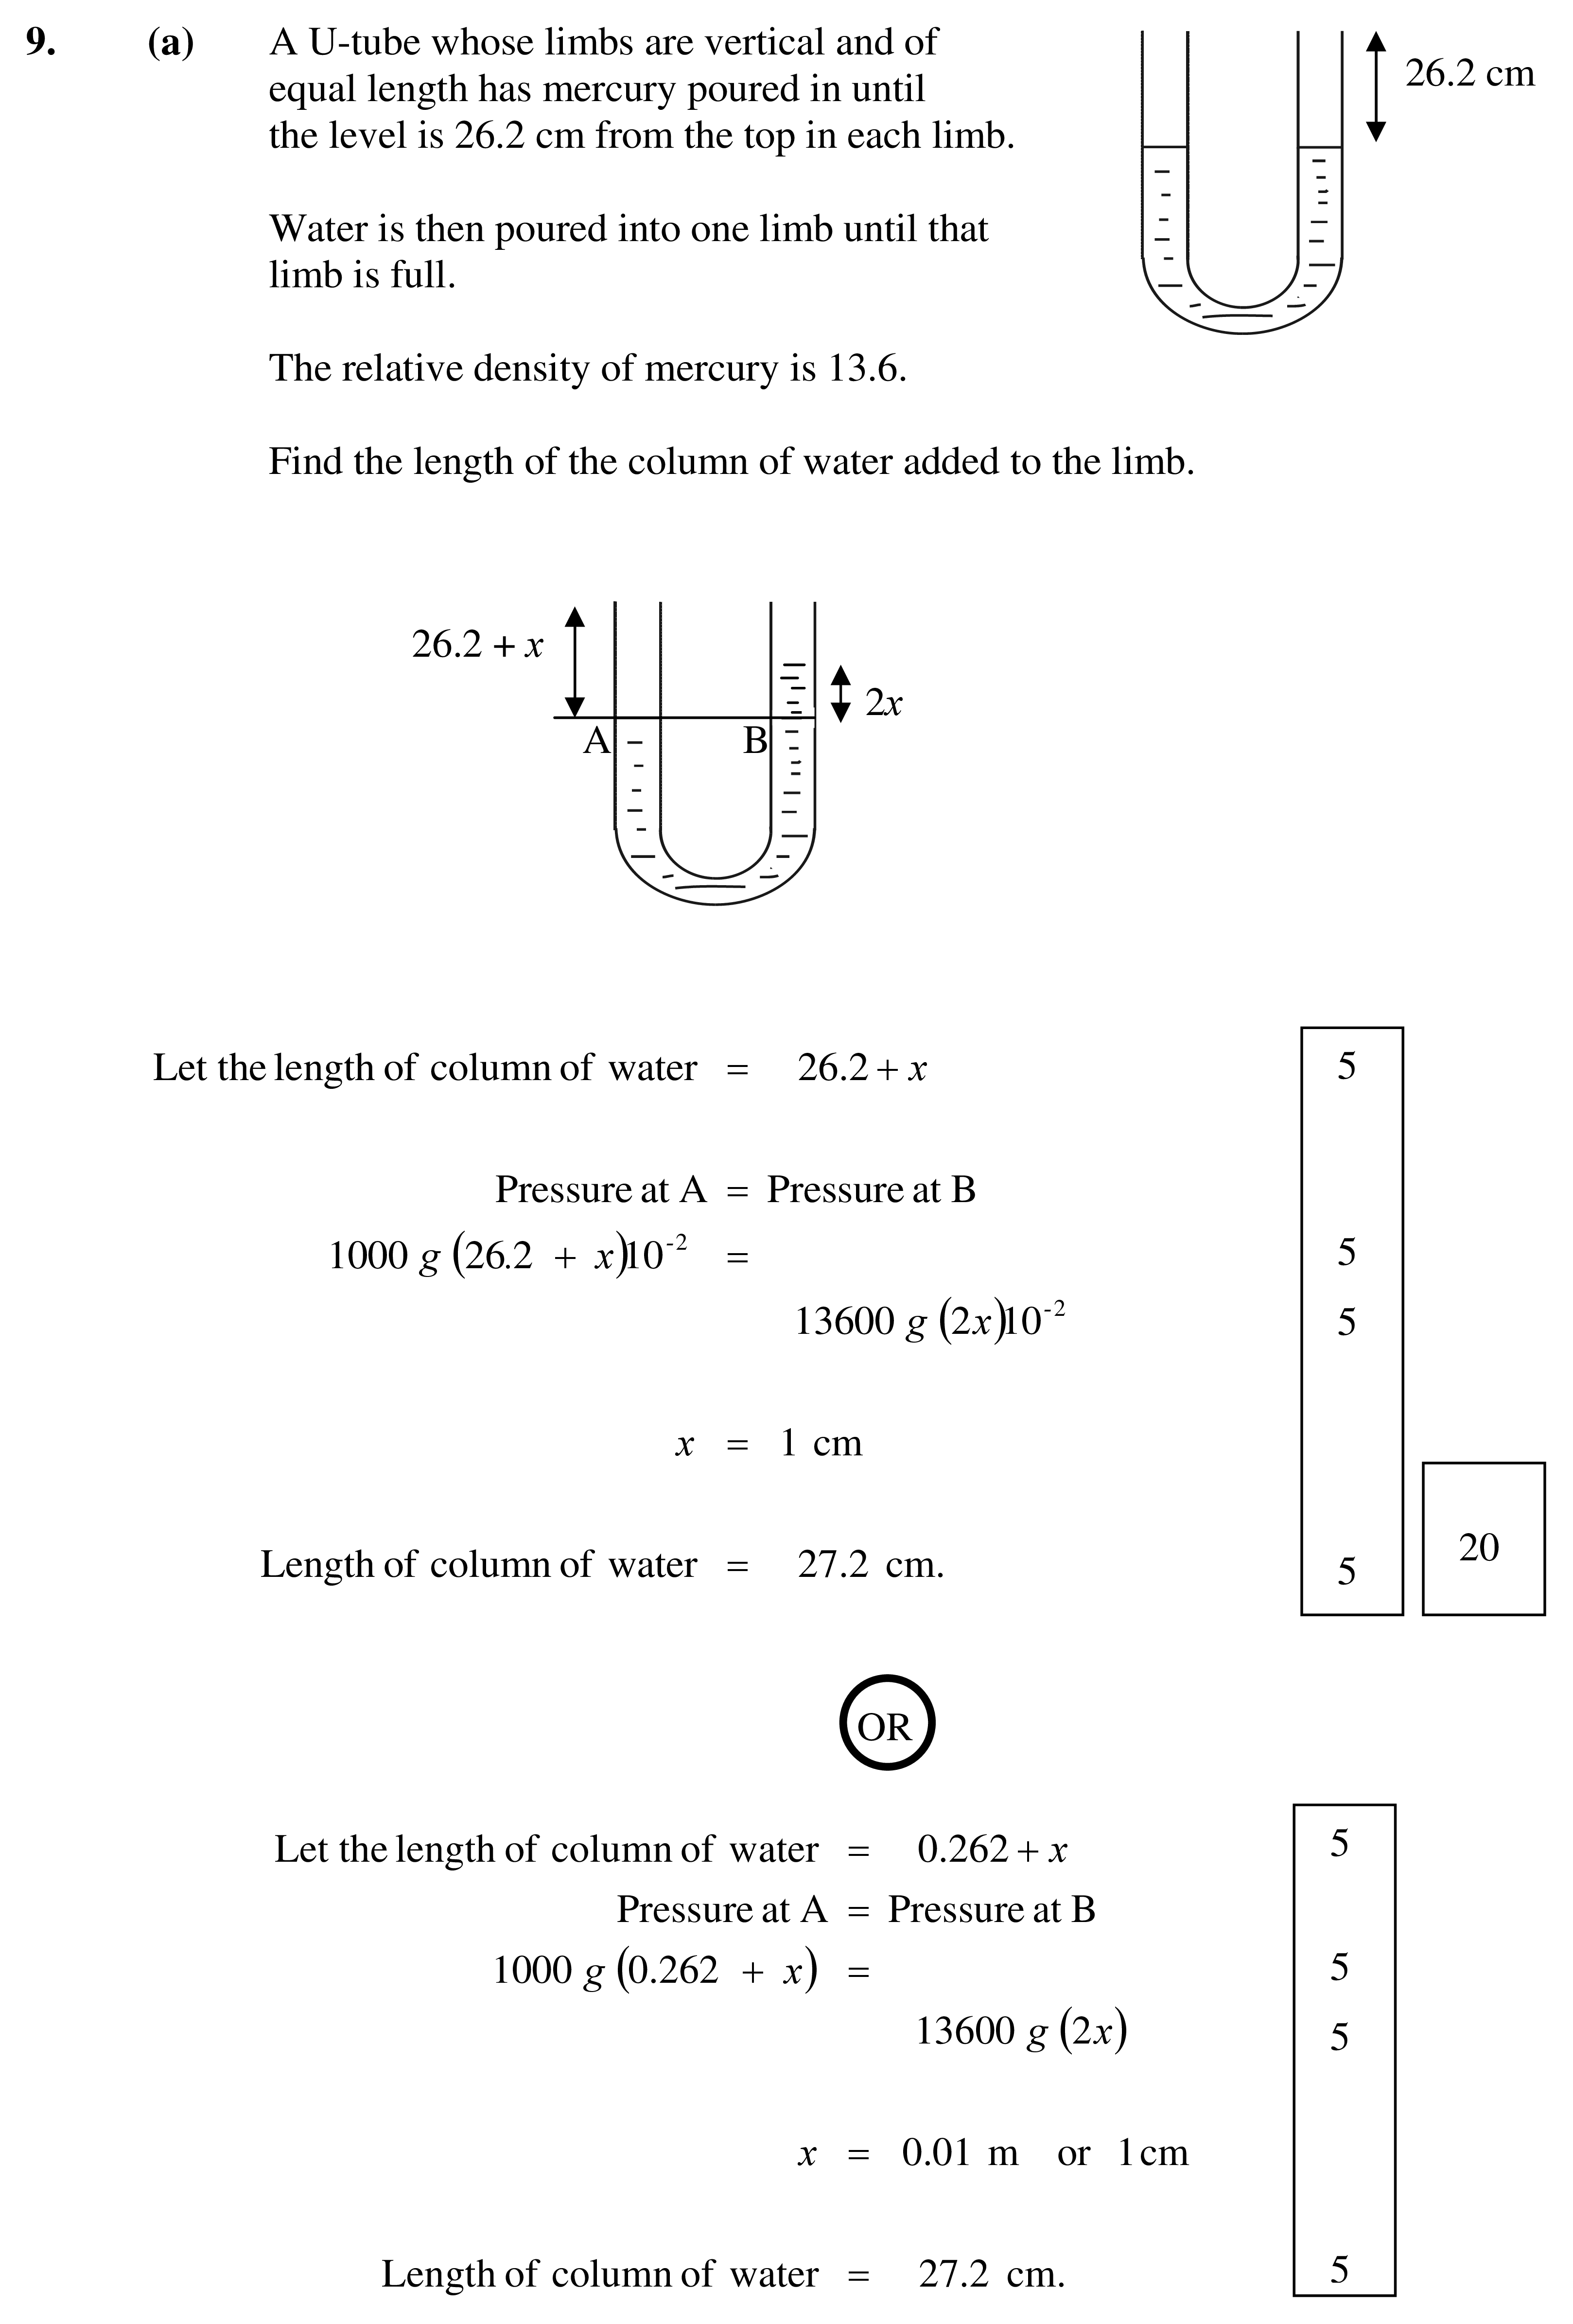 9. (a) A U-tube whose limbs are vertical and of
equal length has mercury poured in until
the level is 26.2 cm from the top in each limb.
26.2 cm
Water is then poured into one limb until that
limb is full.
The relative density of mercury is 13.6.
Find the length of the column of water added to the limb.
26.2 + x
2x
A B
Let the length of column of water = 26.2 + x 5
Pressure at A = Pressure at B
1000 g (26.2 + x)10^-2 = 5
13600 g (2x)10^-2 5
x = 1 cm
Length of column of water = 27.2 cm. 5 20
OR
Let the length of column of water = 0.262 + x 5
Pressure at A = Pressure at B
1000 g (0.262 + x) = 5
13600 g (2x) 5
x = 0.01 m or 1 cm
Length of column of water = 27.2 cm. 5